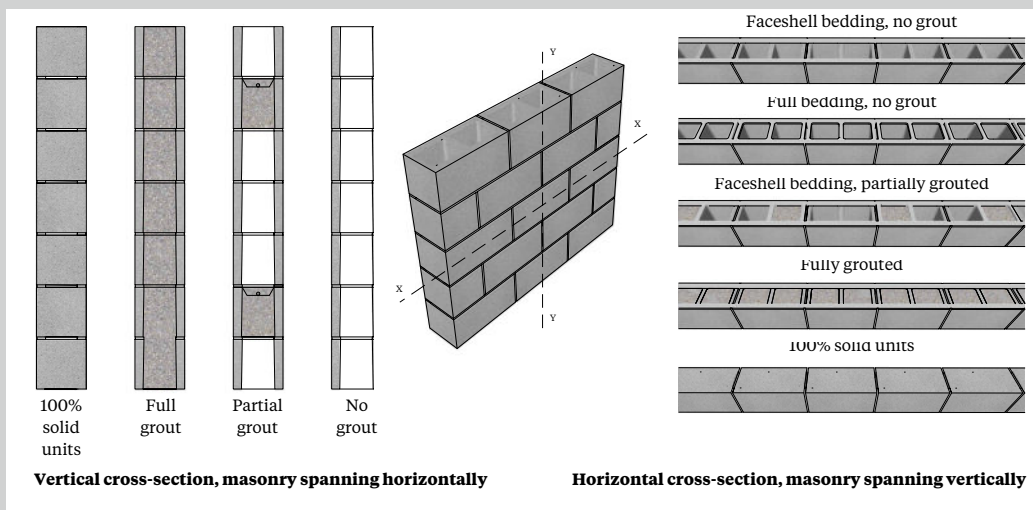 100%
solid
units
Full
grout
Partial
grout
No
grout
Vertical cross-section, masonry spanning horizontally
Y
X
X
Y
Faceshell bedding, no grout
Full bedding, no grout
Faceshell bedding, partially grouted
Fully grouted
100% solid units
Horizontal cross-section, masonry spanning vertically